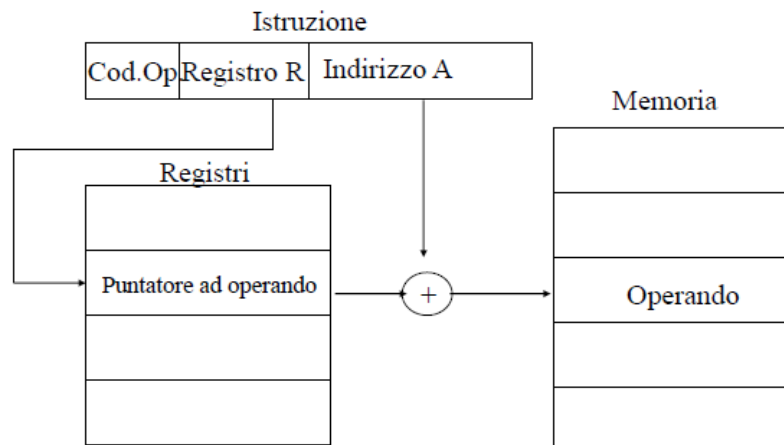 Istruzione
Cod.Op.
Registro R
Indirizzo A
Memoria
Registri
Puntatore ad operando
+
Operando